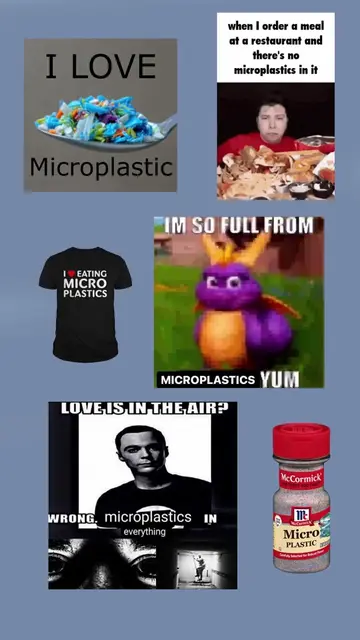 I LOVE
Microplastic
when I order a meal
at a restaurant and
there's no
microplastics in it
I ❤ EATING
MICRO
PLASTICS
IM SO FULL FROM
MICROPLASTICS YUM
LOVE IS IN THE AIR?
WRONG. microplastics IN
everything
McCormick
McCormick
Micro
PLASTIC